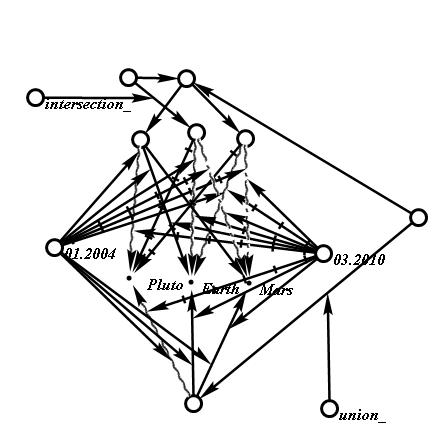 intersection_
01.2004
03.2010
Pluto
Earth
Mars
union_